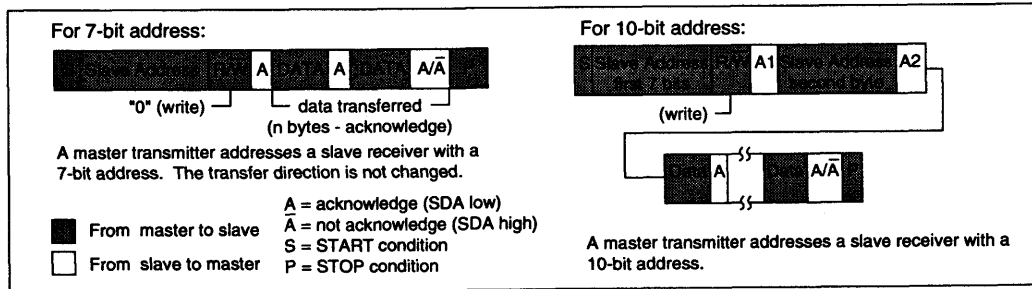 For 7-bit address:
S Slave Address R/W̅ A DATA A DATA A/A̅ P
"0" (write)
data transferred
(n bytes - acknowledge)
A master transmitter addresses a slave receiver with a
7-bit address. The transfer direction is not changed.
From master to slave
From slave to master
A = acknowledge (SDA low)
A̅ = not acknowledge (SDA high)
S = START condition
P = STOP condition
For 10-bit address:
S Slave Address first 7 bits R/W̅ A1 Slave Address second byte A2
(write)
Data A Data A/A̅ P
A master transmitter addresses a slave receiver with a
10-bit address.